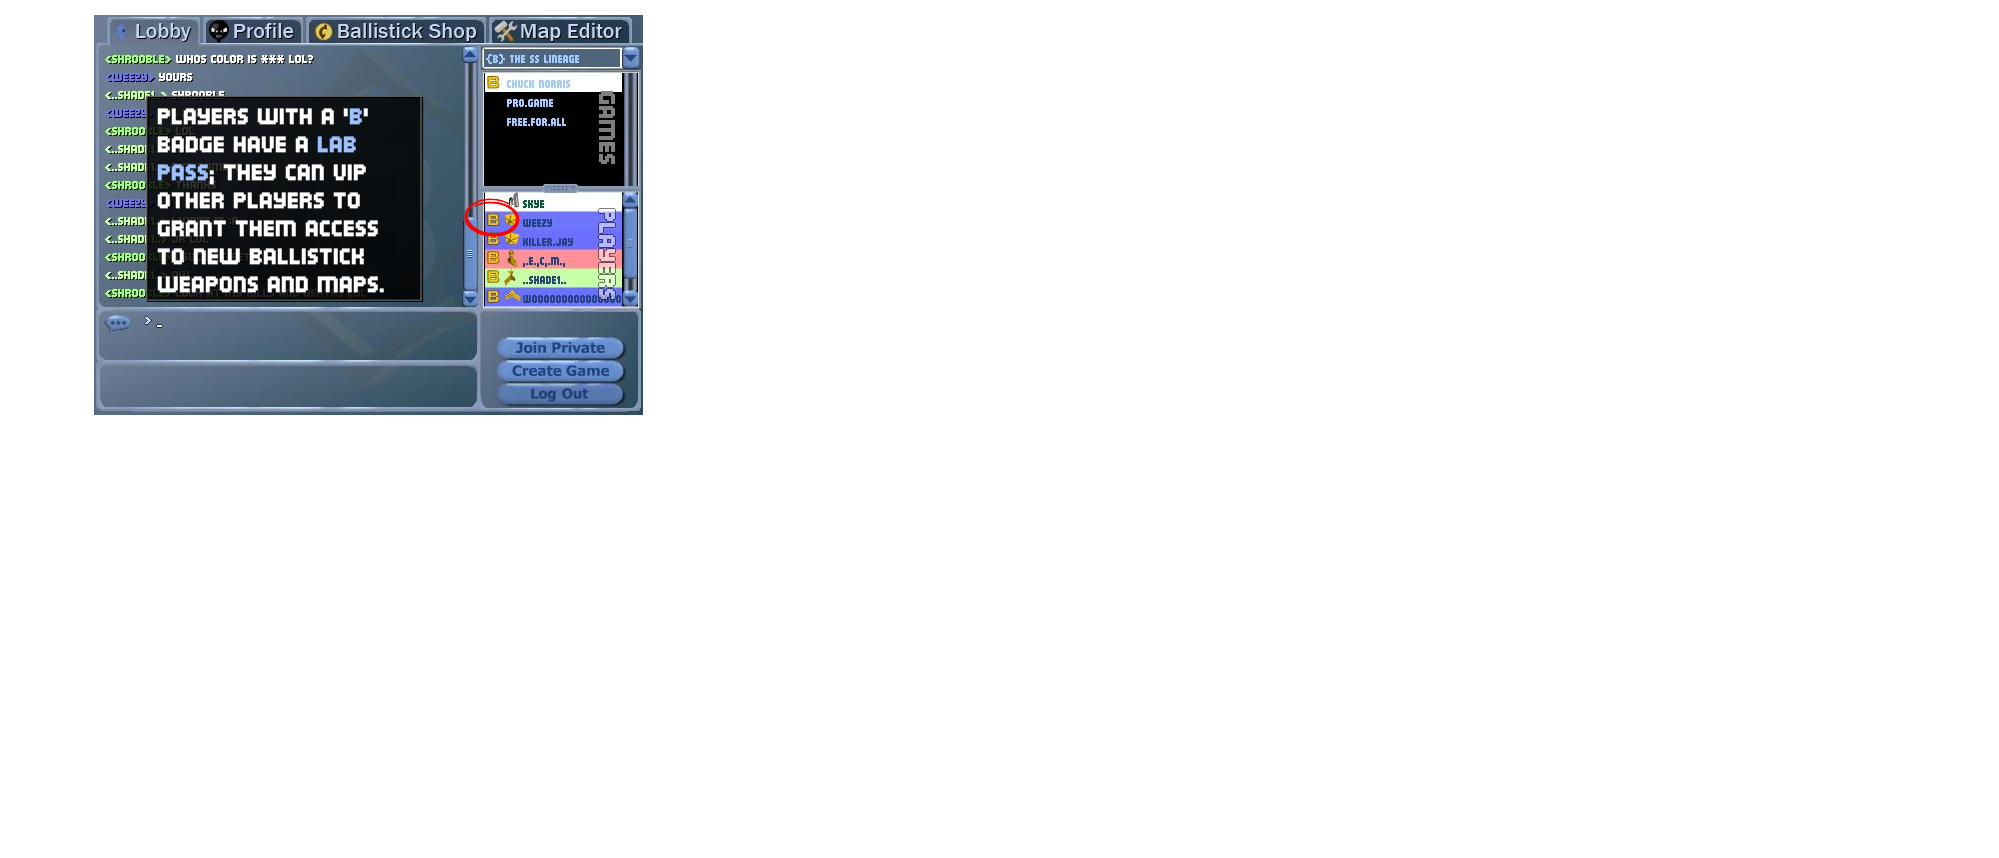 Lobby
Profile
Ballistick Shop
Map Editor
<SHROOBLE> WHOS COLOR IS *** LOL?
<WEEZY> YOURS
<..SHADE1..> SHROOBLE
PLAYERS WITH A 'B'
BADGE HAVE A LAB
PASS; THEY CAN VIP
OTHER PLAYERS TO
GRANT THEM ACCESS
TO NEW BALLISTICK
WEAPONS AND MAPS.
>_
{B} THE SS LINEAGE
B CHUCK NORRIS
PRO.GAME
FREE.FOR.ALL
GAMES
SKYE
B WEEZY
B KILLER.JAY
B ,.E.,C,.M.,
B ..SHADE1..
B
PLAYERS
Join Private
Create Game
Log Out